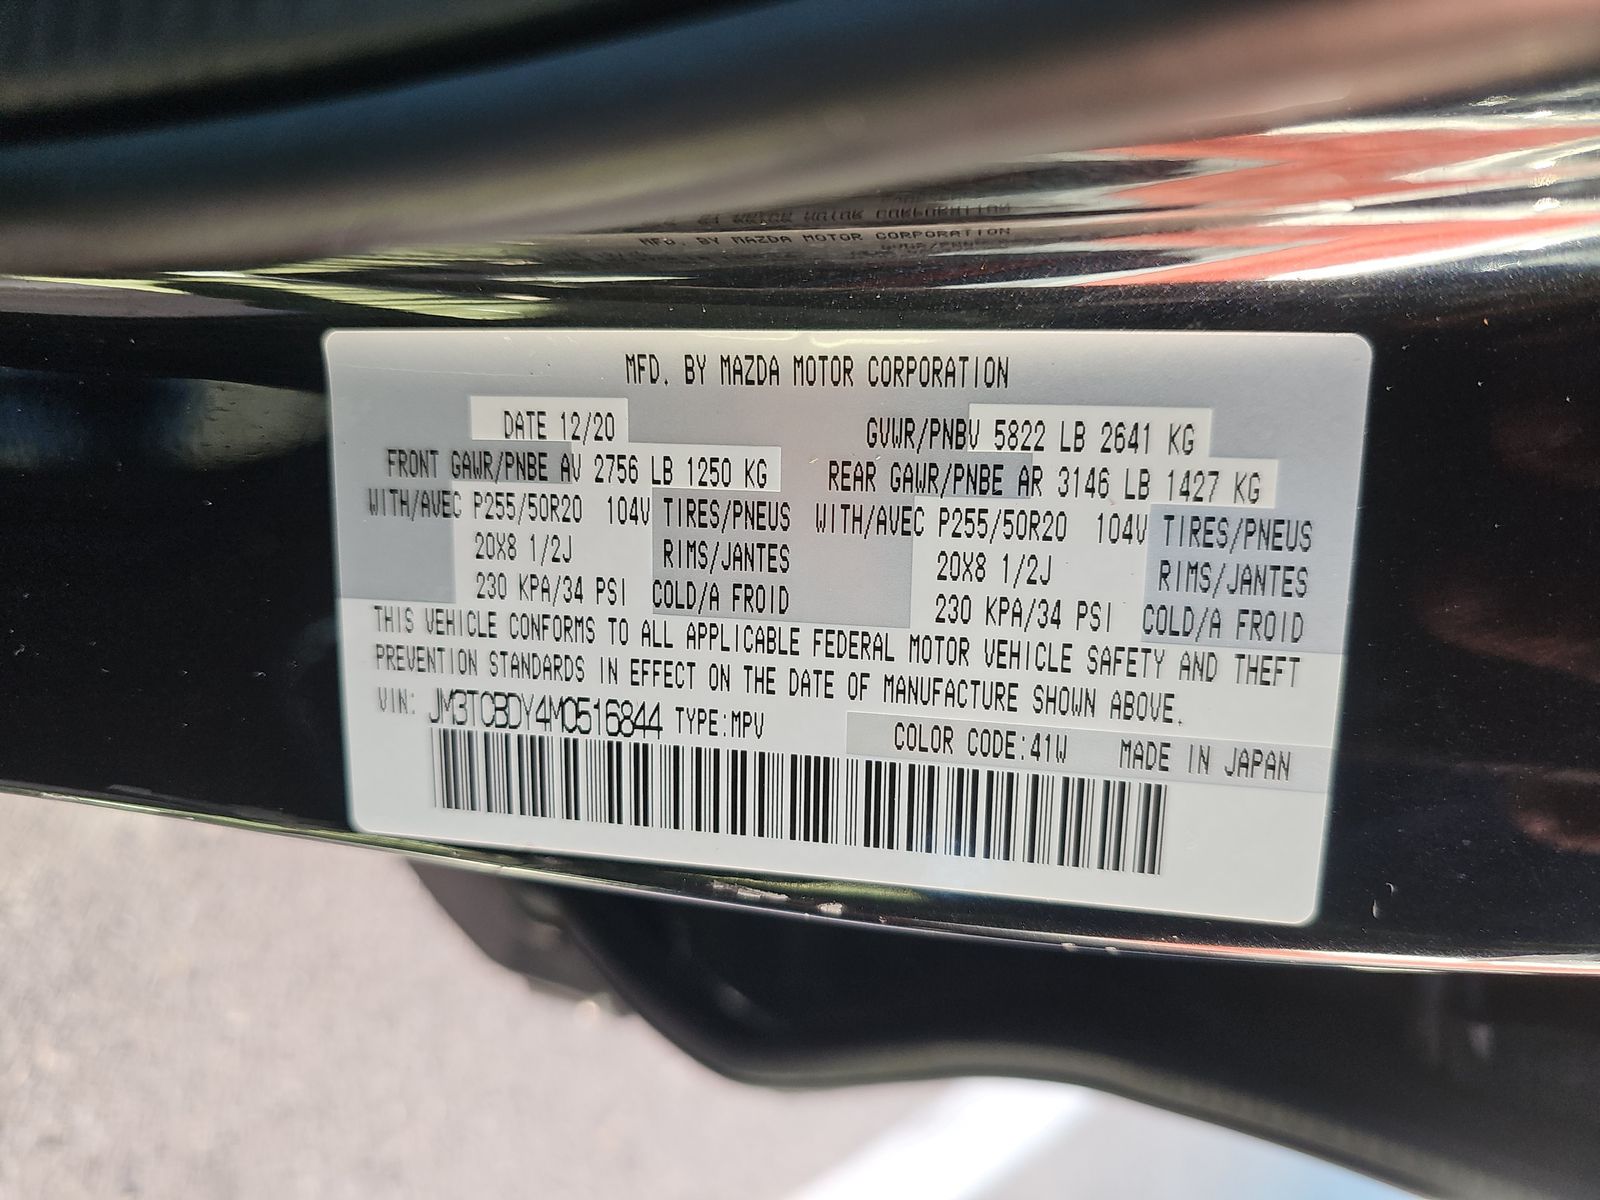 MFD. BY MAZDA MOTOR CORPORATION
DATE 12/20 GVWR/PNBV 5822 LB 2641 KG
FRONT GAWR/PNBE AV 2756 LB 1250 KG REAR GAWR/PNBE AR 3146 LB 1427 KG
WITH/AVEC P255/50R20 104V TIRES/PNEUS WITH/AVEC P255/50R20 104V TIRES/PNEUS
20X8 1/2J RIMS/JANTES 20X8 1/2J RIMS/JANTES
230 KPA/34 PSI COLD/A FROID 230 KPA/34 PSI COLD/A FROID
THIS VEHICLE CONFORMS TO ALL APPLICABLE FEDERAL MOTOR VEHICLE SAFETY AND THEFT
PREVENTION STANDARDS IN EFFECT ON THE DATE OF MANUFACTURE SHOWN ABOVE.
VIN: JM3TCBDY4M0516844 TYPE:MPV COLOR CODE:41W MADE IN JAPAN